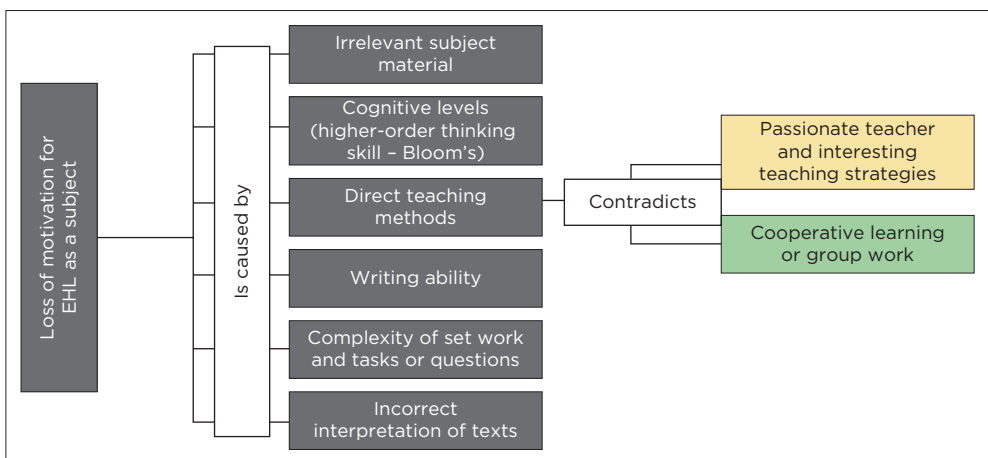 Loss of motivation for
EHL as a subject
Is caused by
Irrelevant subject
material
Cognitive levels
(higher-order thinking
skill – Bloom's)
Direct teaching
methods
Writing ability
Complexity of set work
and tasks or questions
Incorrect
interpretation of texts
Contradicts
Passionate teacher
and interesting
teaching strategies
Cooperative learning
or group work